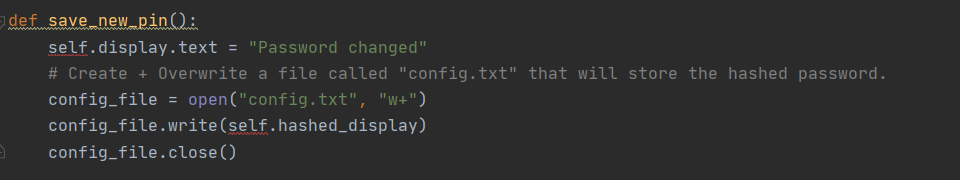 def save_new_pin():
    self.display.text = "Password changed"
    # Create + Overwrite a file called "config.txt" that will store the hashed password.
    config_file = open("config.txt", "w+")
    config_file.write(self.hashed_display)
    config_file.close()